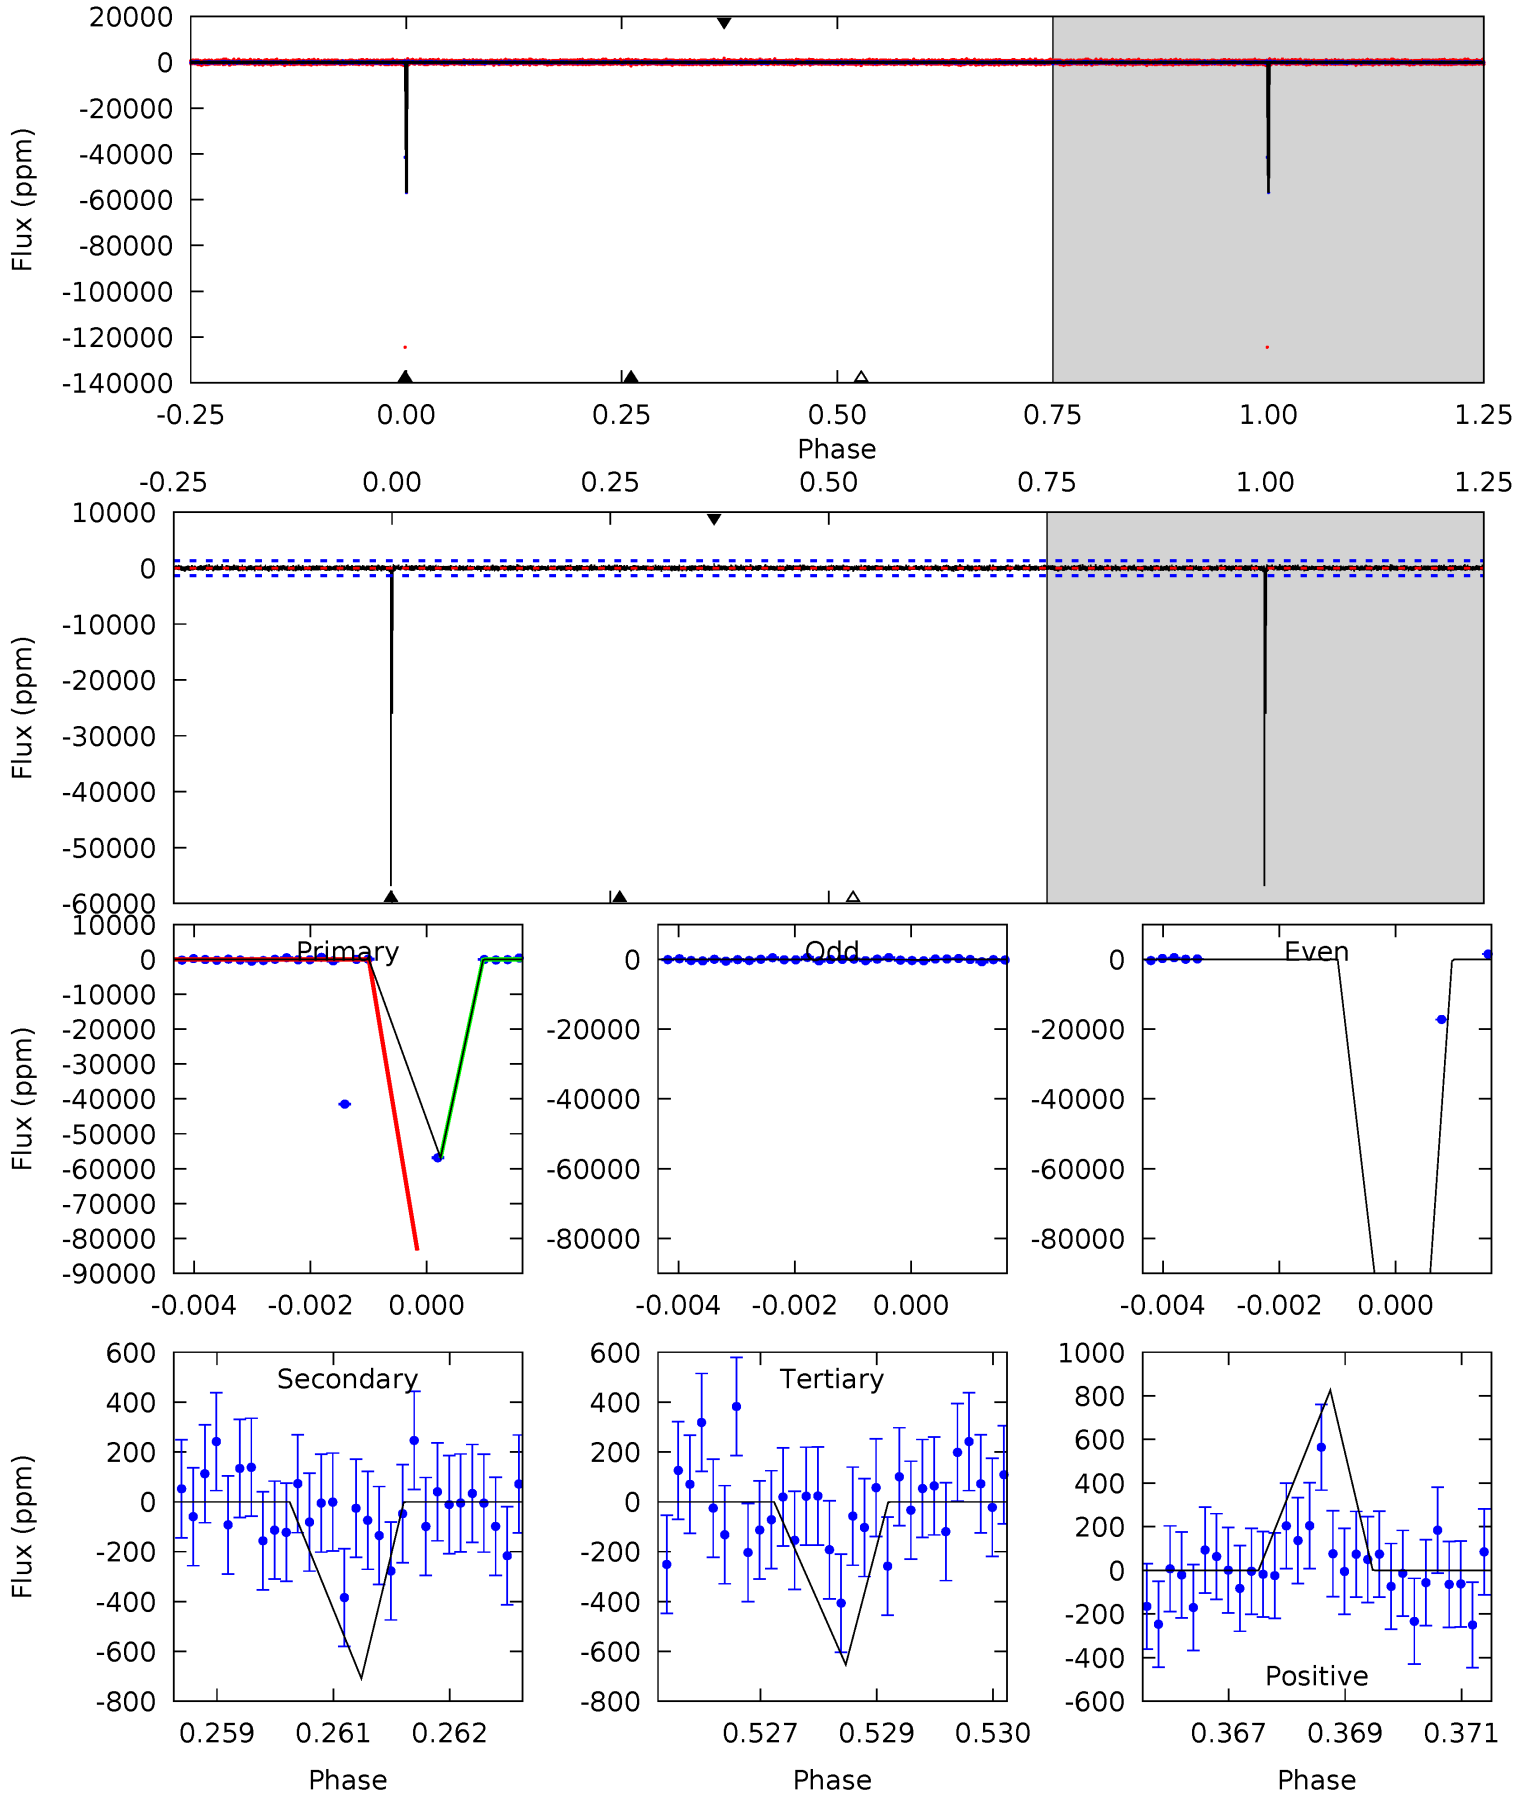 20000
0
-20000
-40000
-60000
-80000
-100000
-120000
-140000
Flux (ppm)
-0.25 0.00 0.25 0.50 0.75 1.00 1.25
Phase
-0.25 0.00 0.25 0.50 0.75 1.00 1.25
10000
0
-10000
-20000
-30000
-40000
-50000
-60000
Flux (ppm)
Primary
10000
0
-10000
-20000
-30000
-40000
-50000
-60000
-70000
-80000
-90000
Flux (ppm)
-0.004 -0.002 0.000
Odd
0
-20000
-40000
-60000
-80000
-0.004 -0.002 0.000
Even
0
-20000
-40000
-60000
-80000
-0.004 -0.002 0.000
Secondary
600
400
200
0
-200
-400
-600
-800
Flux (ppm)
0.259 0.261 0.262
Phase
Tertiary
600
400
200
0
-200
-400
-600
-800
0.527 0.529 0.530
Phase
1000
800
600
400
200
0
-200
-400
-600
Positive
0.367 0.369 0.371
Phase